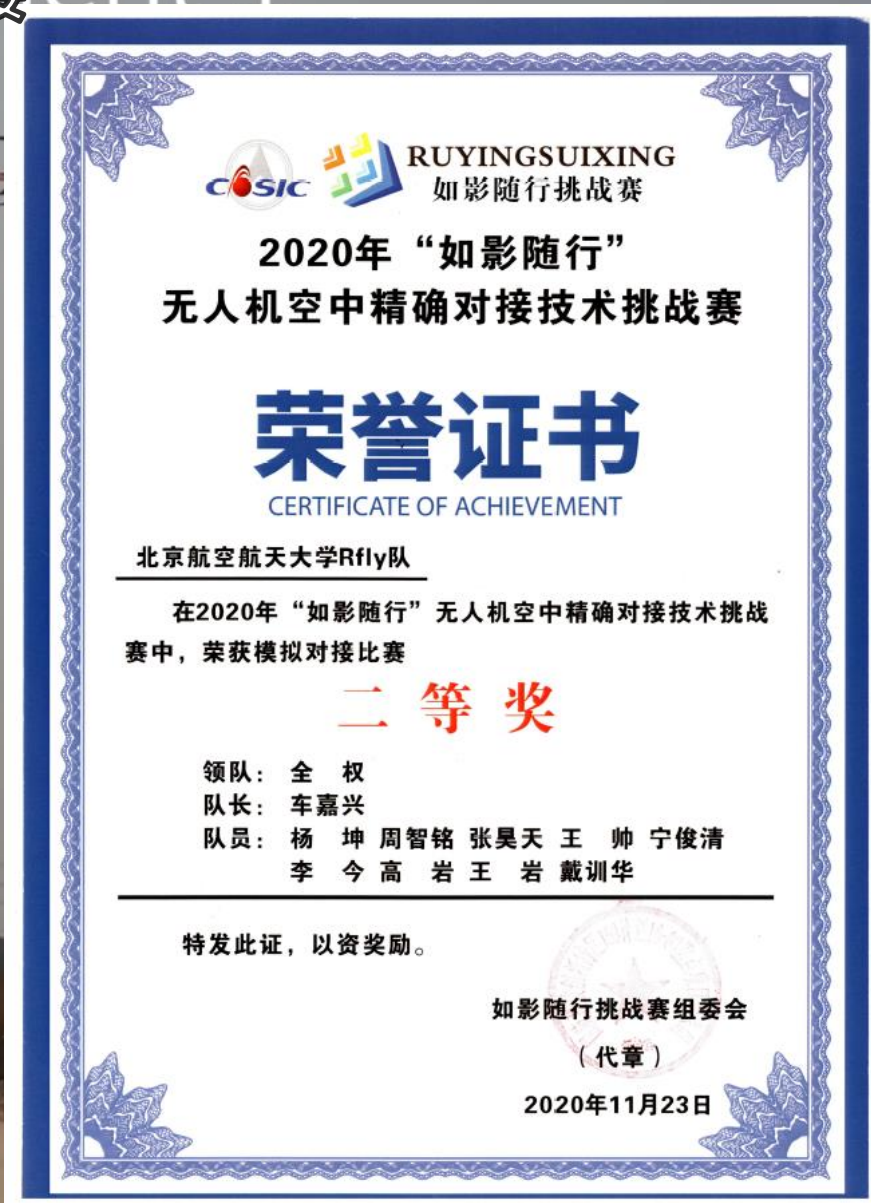 CASIC
RUYINGSUIXING
如影随行挑战赛
2020年“如影随行”
无人机空中精确对接技术挑战赛
荣誉证书
CERTIFICATE OF ACHIEVEMENT
北京航空航天大学Rfly队
在2020年“如影随行”无人机空中精确对接技术挑战
赛中，荣获模拟对接比赛
二等奖
领队：全 权
队长：车嘉兴
队员：杨 坤 周智铭 张昊天 王 帅 宁俊清
李 今 高 岩 王 岩 戴训华
特发此证，以资奖励。
如影随行挑战赛组委会
（代章）
2020年11月23日